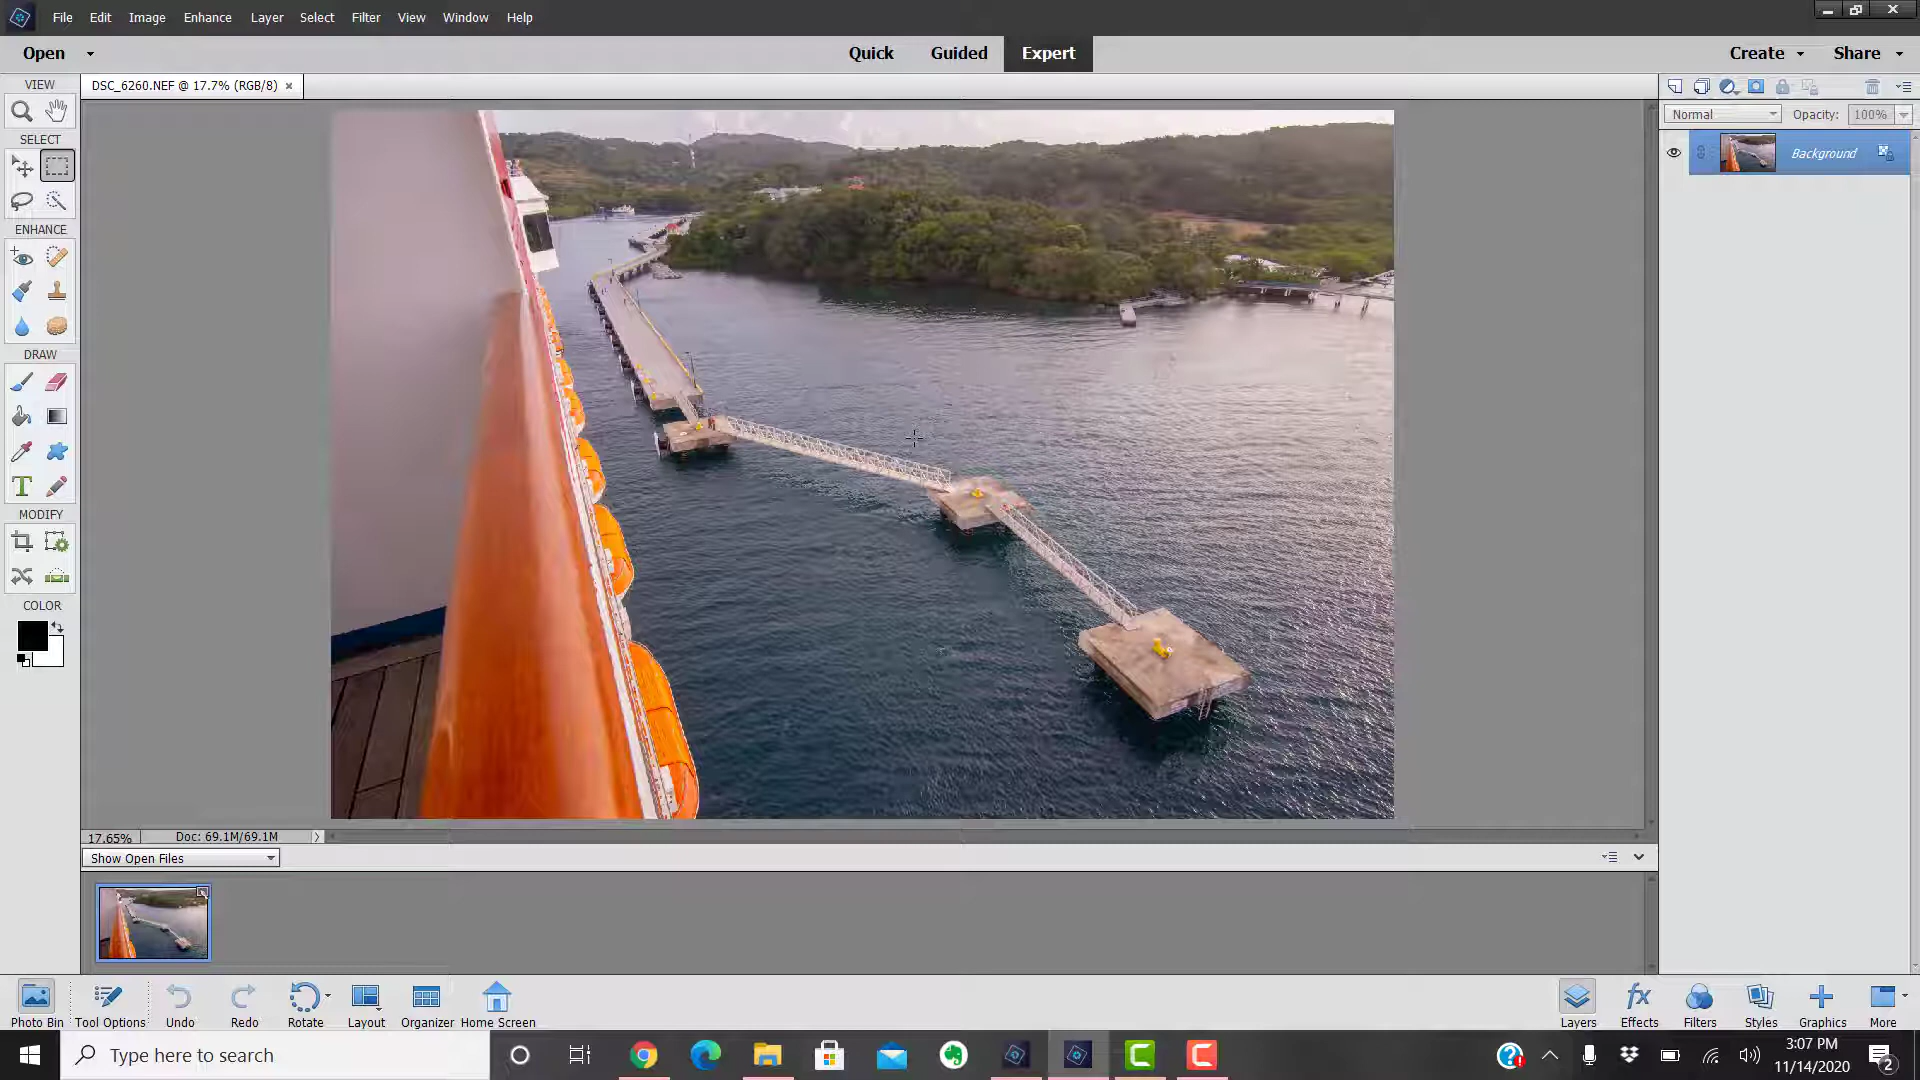 File Edit Image Enhance Layer Select Filter View Window Help
Open Quick Guided Expert Create Share
VIEW DSC_6260.NEF @ 17.7% (RGB/8) ×
Normal Opacity: 100%
SELECT
Background
ENHANCE
DRAW
T
MODIFY
COLOR
17.65% Doc: 69.1M/69.1M
Show Open Files
Photo Bin Tool Options Undo Redo Rotate Layout Organizer Home Screen fx Layers Effects Filters Styles Graphics More
Type here to search
3:07 PM
11/14/2020
2